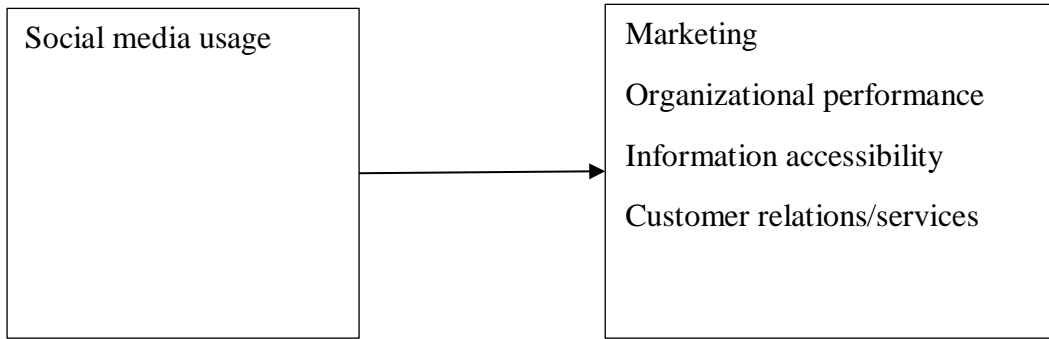 Social media usage
Marketing
Organizational performance
Information accessibility
Customer relations/services